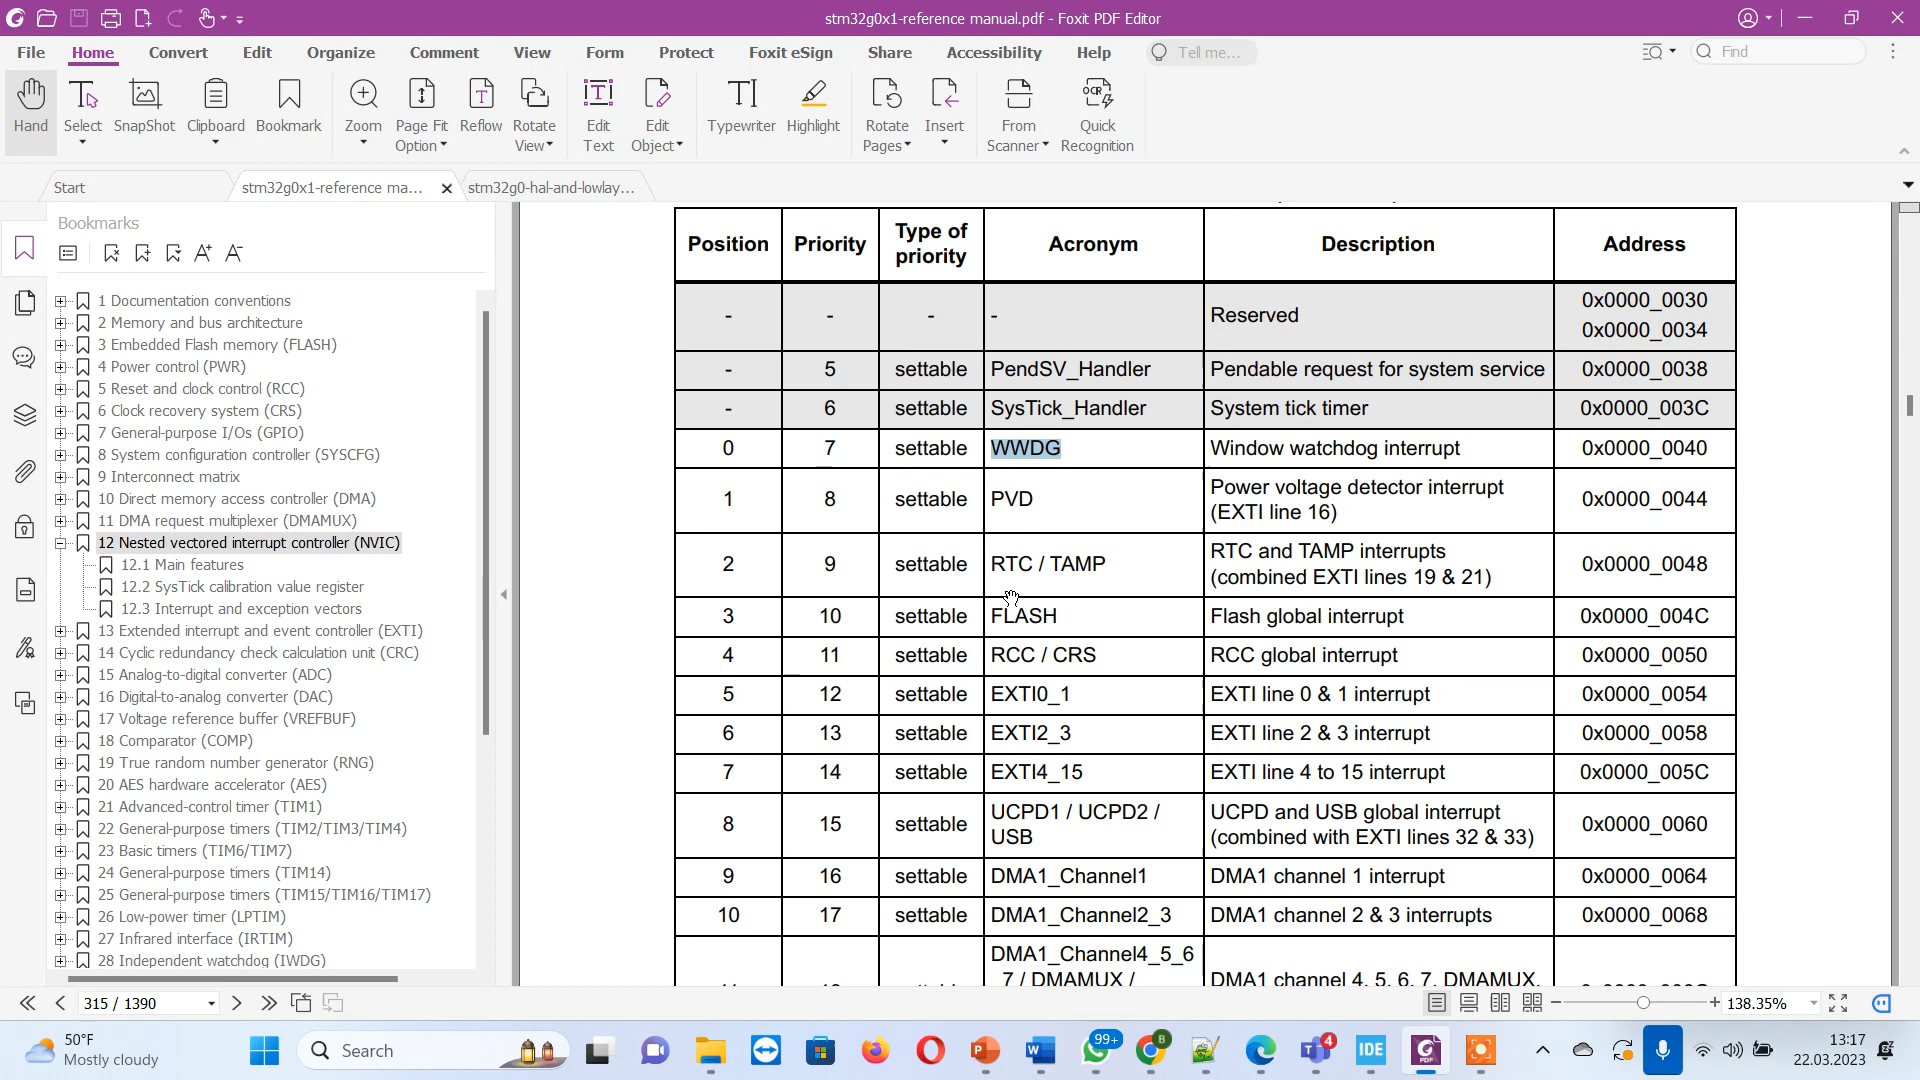 stm32g0x1-reference manual.pdf - Foxit PDF Editor
File Home Convert Edit Organize Comment View Form Protect Foxit eSign Share Accessibility Help Tell me... Find
Hand Select SnapShot Clipboard Bookmark Zoom Page Fit Option Reflow Rotate View Edit Text Edit Object Typewriter Highlight Rotate Pages Insert From Scanner Quick Recognition
Start stm32g0x1-reference ma... stm32g0-hal-and-lowlay...
Bookmarks
1 Documentation conventions
2 Memory and bus architecture
3 Embedded Flash memory (FLASH)
4 Power control (PWR)
5 Reset and clock control (RCC)
6 Clock recovery system (CRS)
7 General-purpose I/Os (GPIO)
8 System configuration controller (SYSCFG)
9 Interconnect matrix
10 Direct memory access controller (DMA)
11 DMA request multiplexer (DMAMUX)
12 Nested vectored interrupt controller (NVIC)
12.1 Main features
12.2 SysTick calibration value register
12.3 Interrupt and exception vectors
13 Extended interrupt and event controller (EXTI)
14 Cyclic redundancy check calculation unit (CRC)
15 Analog-to-digital converter (ADC)
16 Digital-to-analog converter (DAC)
17 Voltage reference buffer (VREFBUF)
18 Comparator (COMP)
19 True random number generator (RNG)
20 AES hardware accelerator (AES)
21 Advanced-control timer (TIM1)
22 General-purpose timers (TIM2/TIM3/TIM4)
23 Basic timers (TIM6/TIM7)
24 General-purpose timers (TIM14)
25 General-purpose timers (TIM15/TIM16/TIM17)
26 Low-power timer (LPTIM)
27 Infrared interface (IRTIM)
28 Independent watchdog (IWDG)
Position Priority Type of priority Acronym Description Address
- - - - Reserved 0x0000_0030
0x0000_0034
- 5 settable PendSV_Handler Pendable request for system service 0x0000_0038
- 6 settable SysTick_Handler System tick timer 0x0000_003C
0 7 settable WWDG Window watchdog interrupt 0x0000_0040
1 8 settable PVD Power voltage detector interrupt
(EXTI line 16) 0x0000_0044
2 9 settable RTC / TAMP RTC and TAMP interrupts
(combined EXTI lines 19 & 21) 0x0000_0048
3 10 settable FLASH Flash global interrupt 0x0000_004C
4 11 settable RCC / CRS RCC global interrupt 0x0000_0050
5 12 settable EXTI0_1 EXTI line 0 & 1 interrupt 0x0000_0054
6 13 settable EXTI2_3 EXTI line 2 & 3 interrupt 0x0000_0058
7 14 settable EXTI4_15 EXTI line 4 to 15 interrupt 0x0000_005C
8 15 settable UCPD1 / UCPD2 /
USB UCPD and USB global interrupt
(combined with EXTI lines 32 & 33) 0x0000_0060
9 16 settable DMA1_Channel1 DMA1 channel 1 interrupt 0x0000_0064
10 17 settable DMA1_Channel2_3 DMA1 channel 2 & 3 interrupts 0x0000_0068
DMA1_Channel4_5_6
_7 / DMAMUX / DMA1 channel 4, 5, 6, 7, DMAMUX,
315 / 1390 138.35%
50°F
Mostly cloudy
Search 99+ B 4 IDE PDF
13:17
22.03.2023